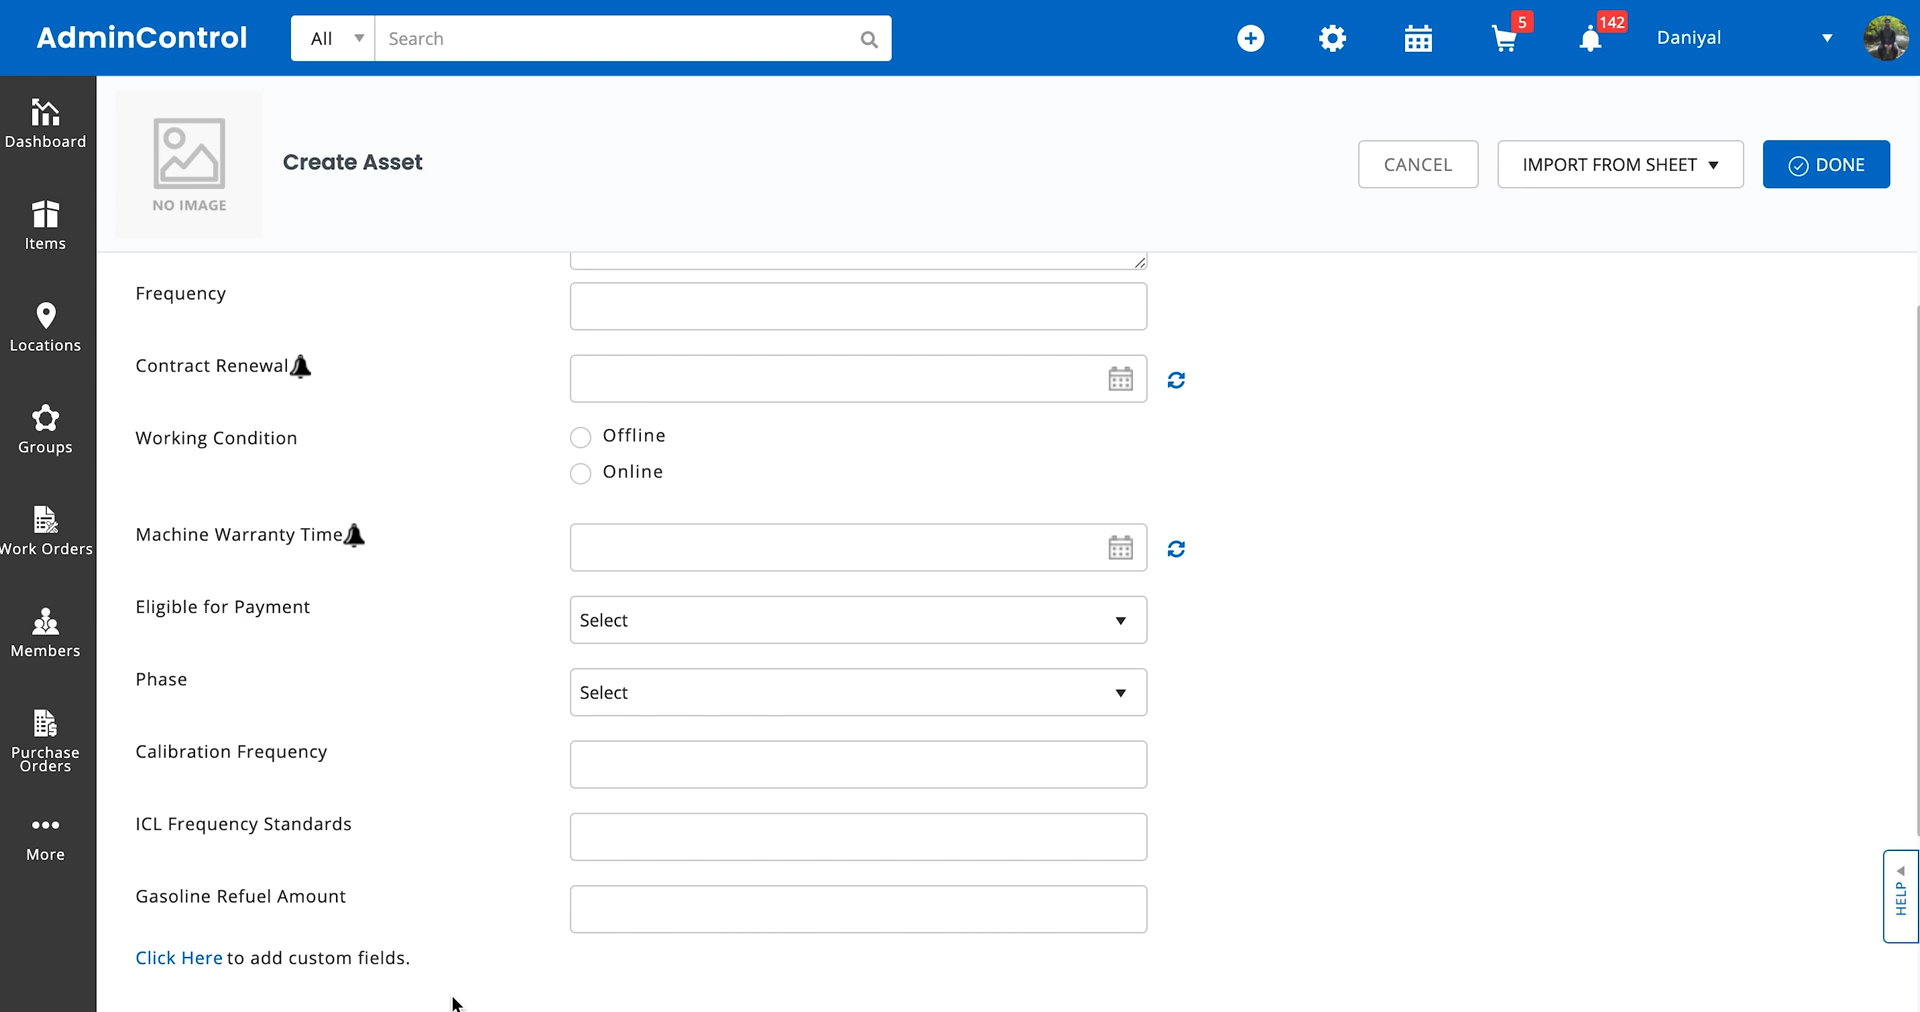 AdminControl
All
Search
5
142
Daniyal
Dashboard
Items
Locations
Groups
Work Orders
Members
Purchase
Orders
More
NO IMAGE
Create Asset
CANCEL
IMPORT FROM SHEET
DONE
Frequency
Contract Renewal
Working Condition
Offline
Online
Machine Warranty Time
Eligible for Payment
Select
Phase
Select
Calibration Frequency
ICL Frequency Standards
Gasoline Refuel Amount
Click Here to add custom fields.
HELP